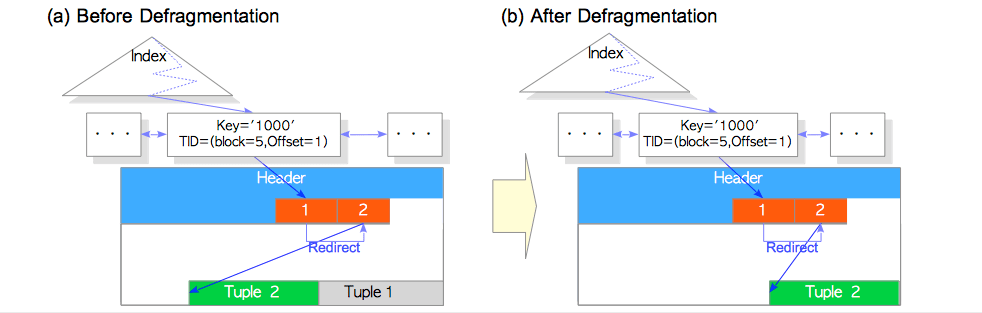 (a) Before Defragmentation
Index
. . .
Key='1000'
TID=(block=5,Offset=1)
. . .
Header
1 2
Redirect
Tuple 2 Tuple 1
(b) After Defragmentation
Index
. . .
Key='1000'
TID=(block=5,Offset=1)
. . .
Header
1 2
Redirect
Tuple 2